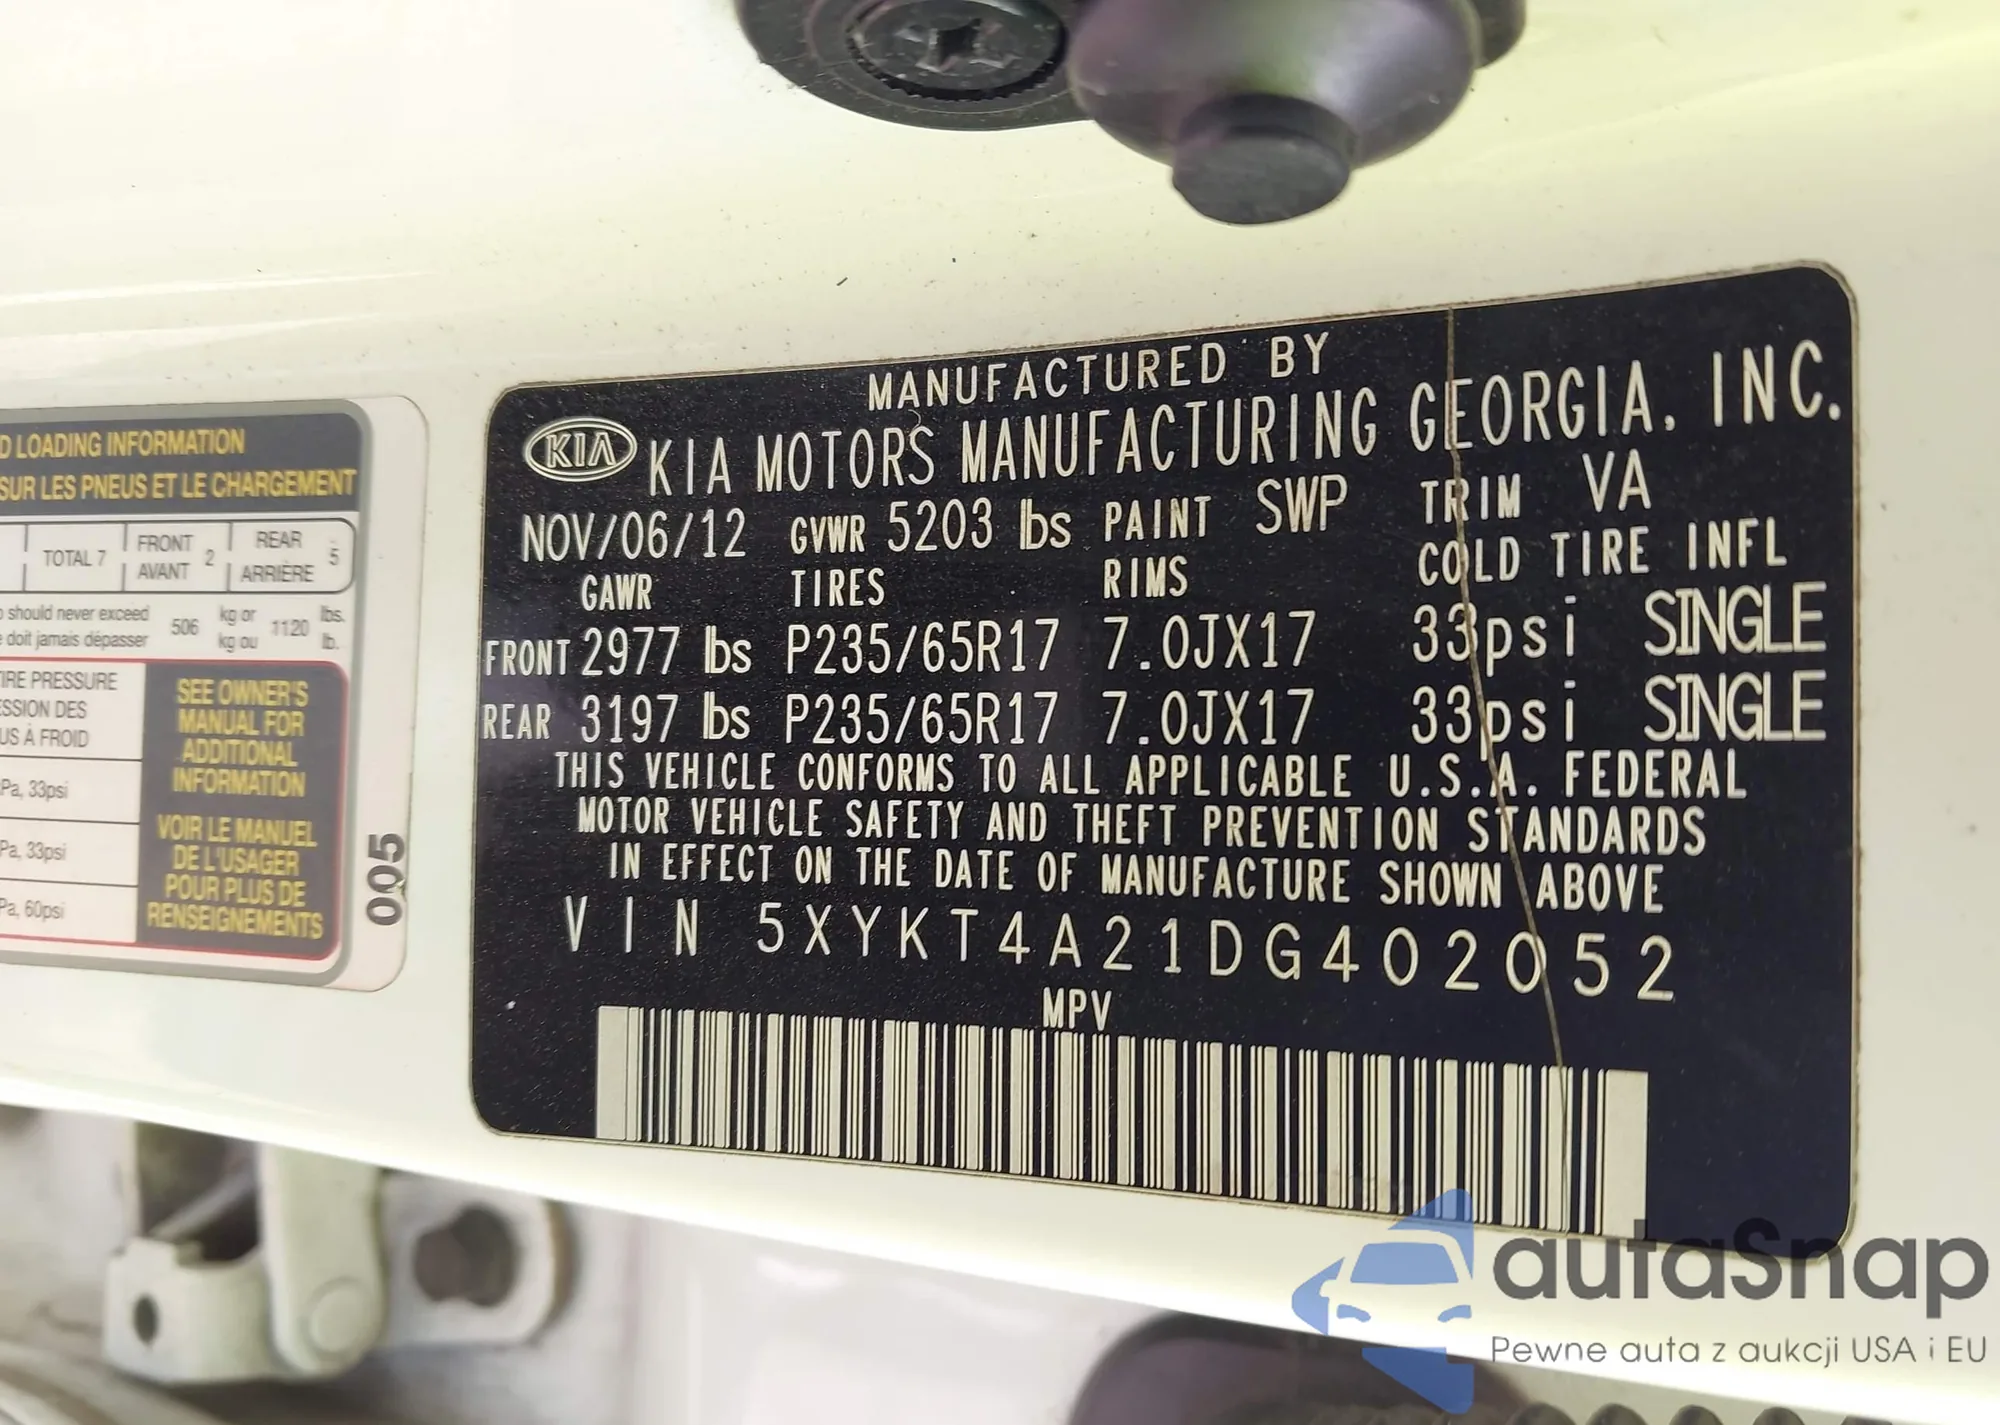 D LOADING INFORMATION
SUR LES PNEUS ET LE CHARGEMENT
TOTAL 7 FRONT AVANT 2 REAR ARRIÈRE 5
should never exceed 506 kg or 1120 lbs.
doit jamais dépasser kg ou lb.
TIRE PRESSURE
ESSION DES
US À FROID
Pa, 33psi
Pa, 33psi
Pa, 60psi
SEE OWNER'S
MANUAL FOR
ADDITIONAL
INFORMATION
VOIR LE MANUEL
DE L'USAGER
POUR PLUS DE
RENSEIGNEMENTS
005
MANUFACTURED BY
KIA KIA MOTORS MANUFACTURING GEORGIA, INC.
NOV/06/12 GVWR 5203 lbs PAINT SWP TRIM VA
GAWR TIRES RIMS COLD TIRE INFL
FRONT 2977 lbs P235/65R17 7.0JX17 33psi SINGLE
REAR 3197 lbs P235/65R17 7.0JX17 33psi SINGLE
THIS VEHICLE CONFORMS TO ALL APPLICABLE U.S.A. FEDERAL
MOTOR VEHICLE SAFETY AND THEFT PREVENTION STANDARDS
IN EFFECT ON THE DATE OF MANUFACTURE SHOWN ABOVE
VIN 5XYKT4A21DG402052
MPV
autaSnap
Pewne auta z aukcji USA i EU